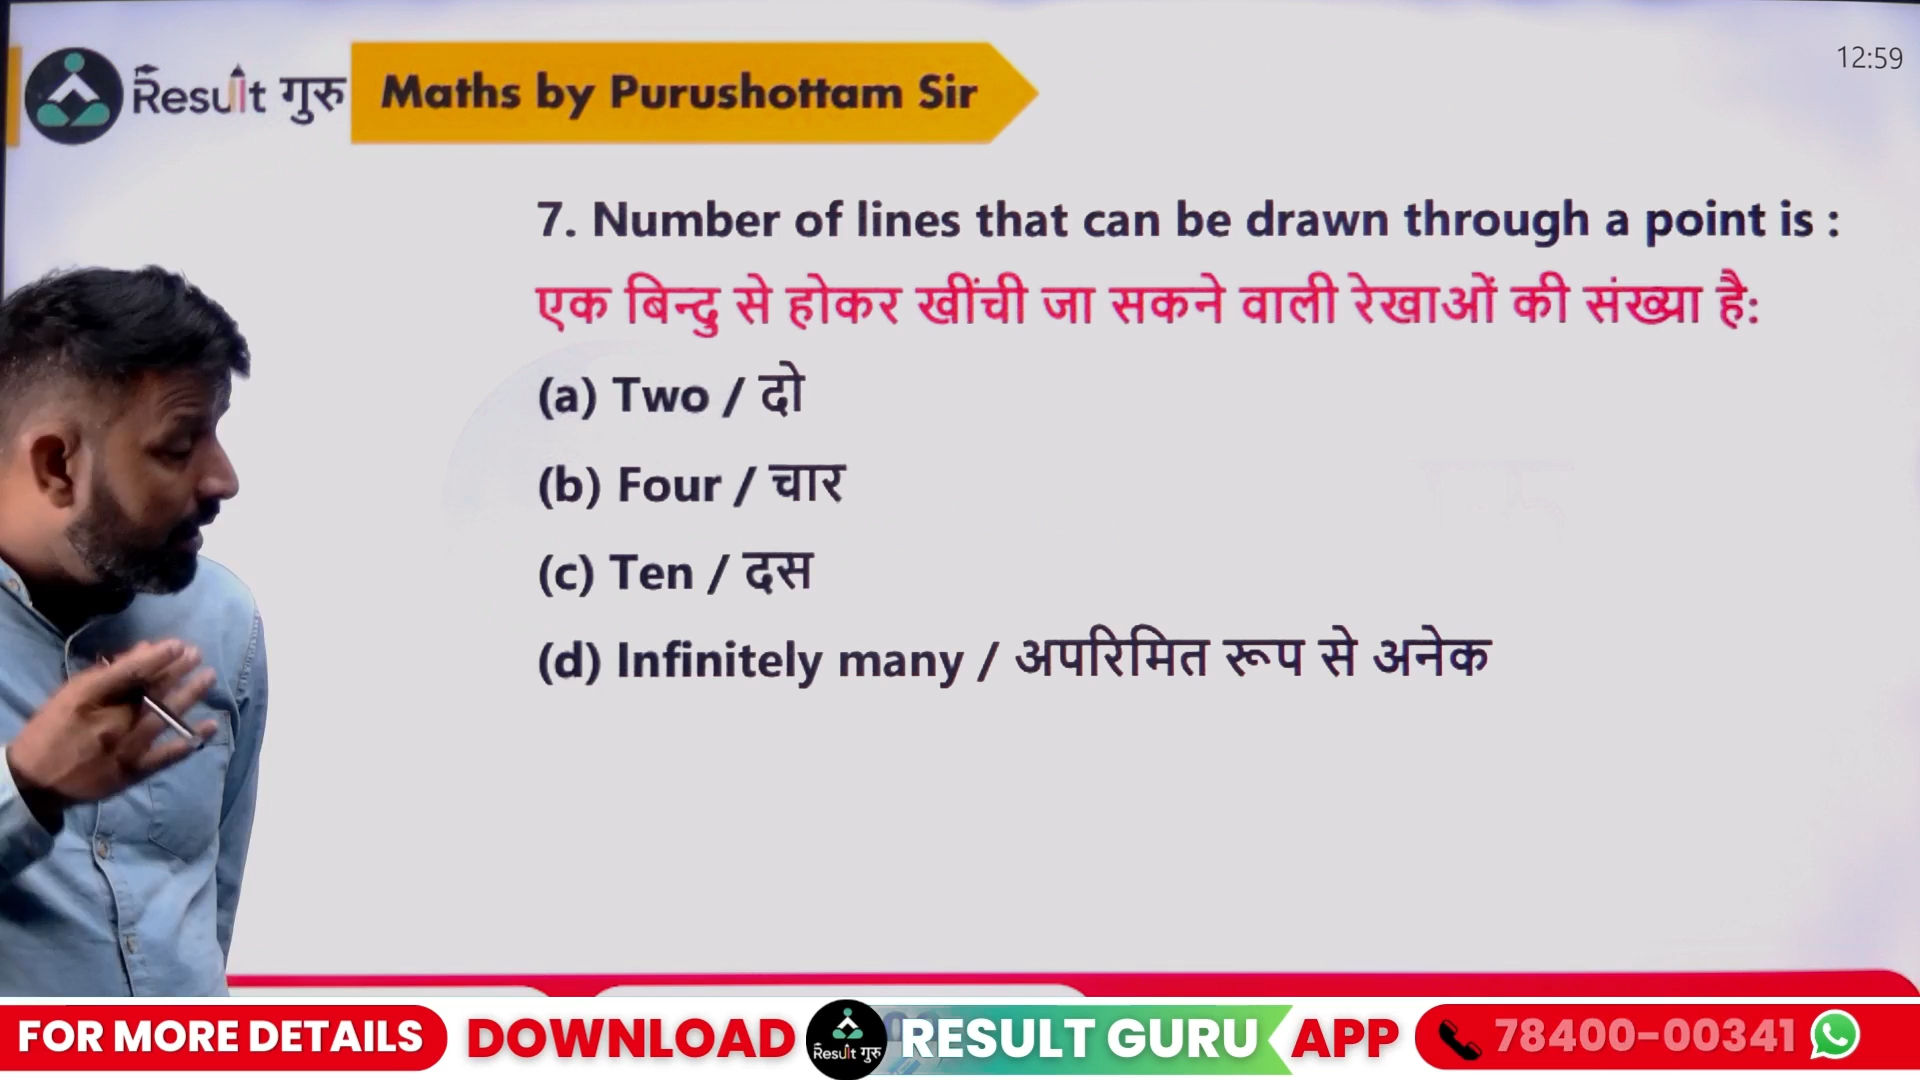 Result गुरु
Maths by Purushottam Sir
12:59
7. Number of lines that can be drawn through a point is :
एक बिन्दु से होकर खींची जा सकने वाली रेखाओं की संख्या है:
(a) Two / दो
(b) Four / चार
(c) Ten / दस
(d) Infinitely many / अपरिमित रूप से अनेक
FOR MORE DETAILS
DOWNLOAD
Result गुरु
RESULT GURU
APP
78400-00341